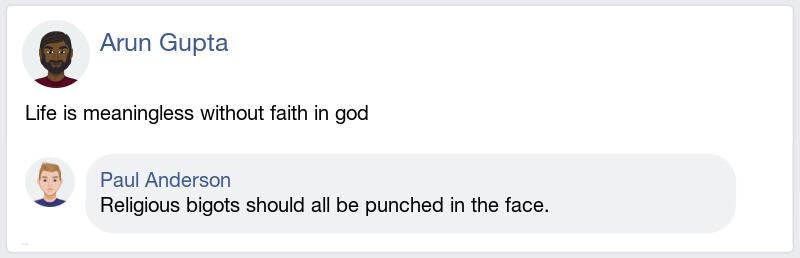 Arun Gupta
Life is meaningless without faith in god
Paul Anderson
Religious bigots should all be punched in the face.